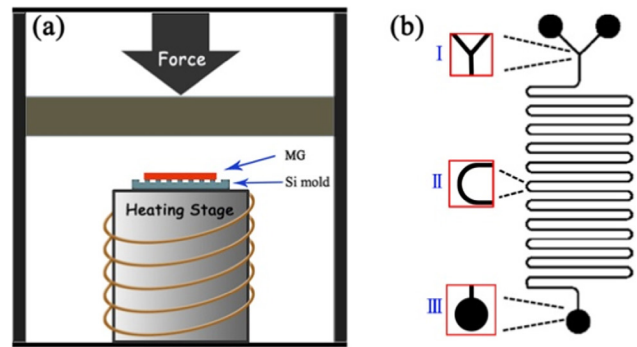 (a)
Force
MG
Si mold
Heating Stage
(b)
I
II
III